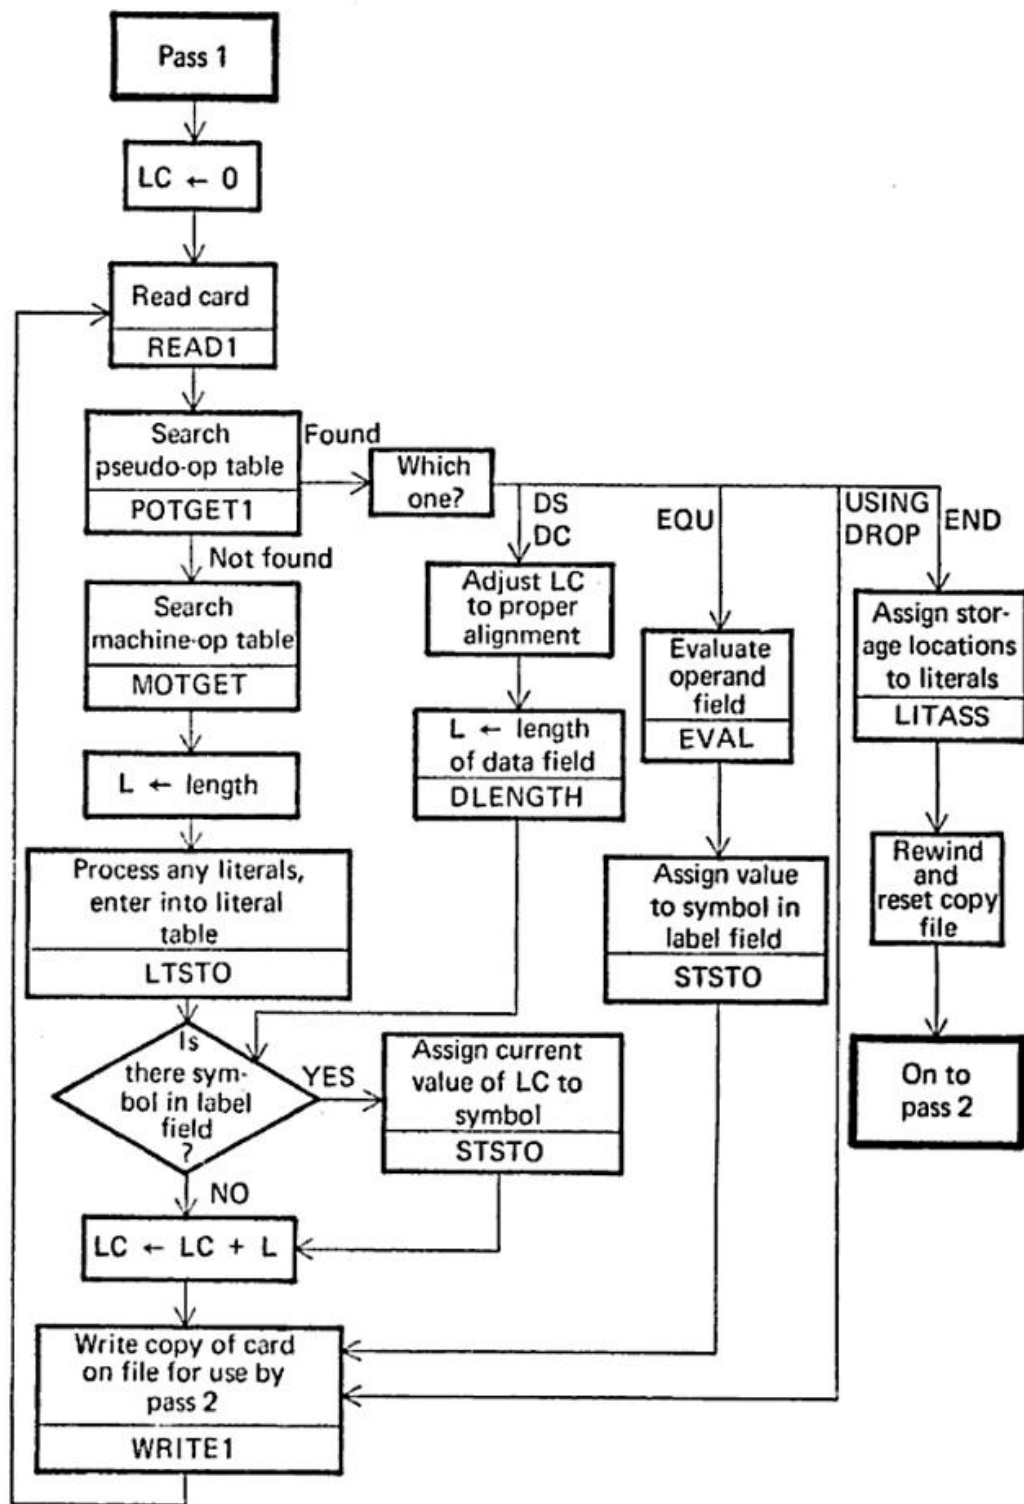 Pass 1
LC ← 0
Read card
READ1
Search
pseudo-op table
POTGET1
Found
Which
one?
DS
DC
EQU
USING
DROP
END
Not found
Search
machine-op table
MOTGET
L ← length
Process any literals,
enter into literal
table
LTSTO
Adjust LC
to proper
alignment
L ← length
of data field
DLENGTH
Evaluate
operand
field
EVAL
Assign value
to symbol in
label field
STSTO
Assign stor-
age locations
to literals
LITASS
Rewind
and
reset copy
file
On to
pass 2
Is
there sym-
bol in label
field
?
YES
Assign current
value of LC to
symbol
STSTO
NO
LC ← LC + L
Write copy of card
on file for use by
pass 2
WRITE1